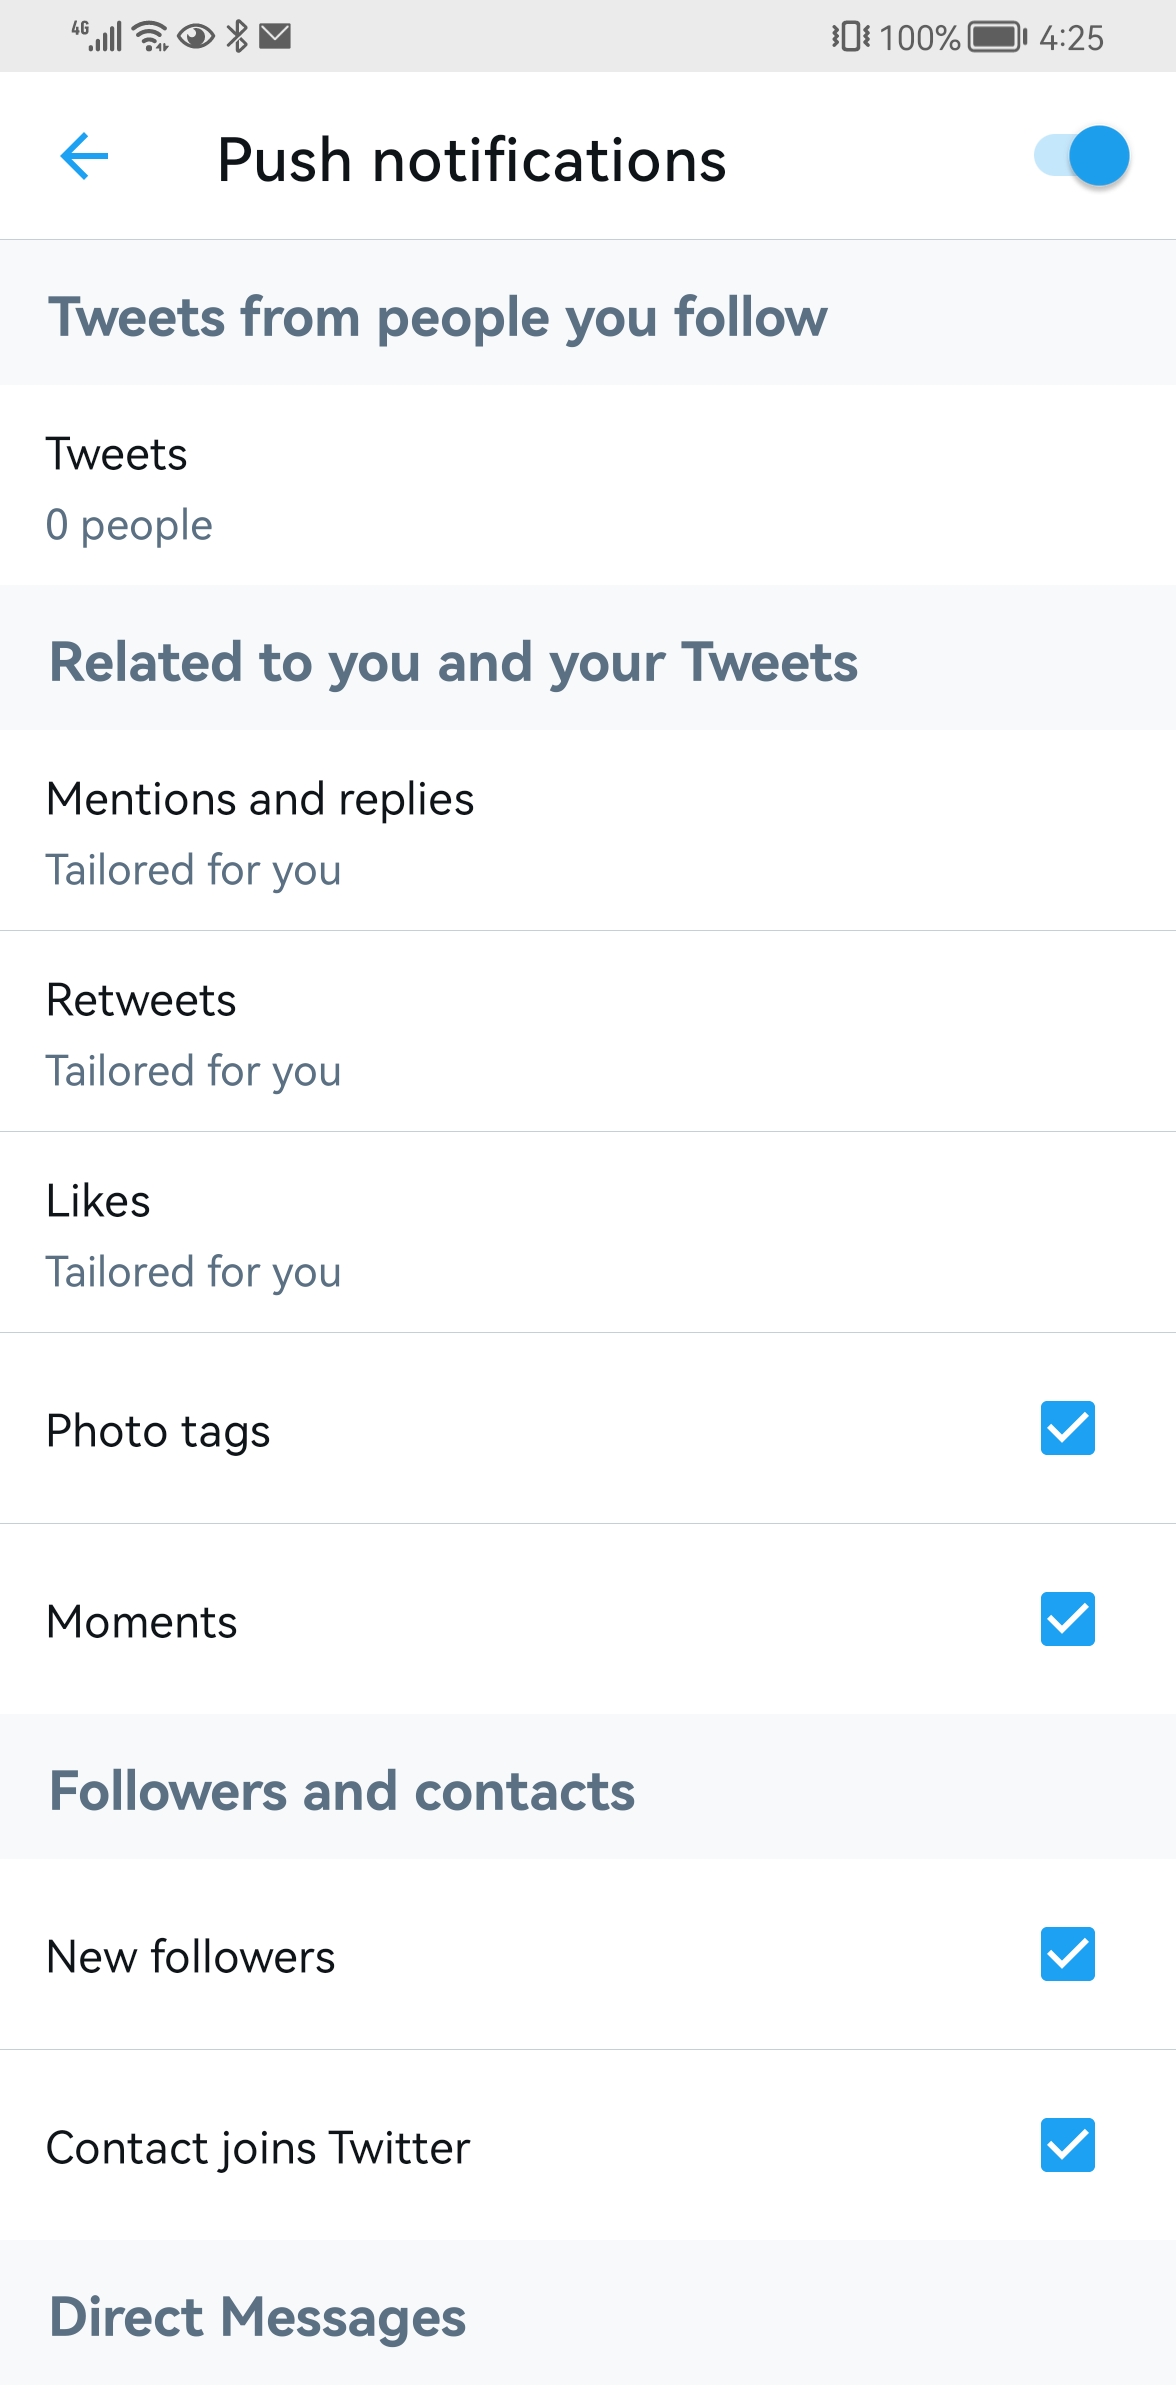 4G 100% 4:25
Push notifications
Tweets from people you follow
Tweets
0 people
Related to you and your Tweets
Mentions and replies
Tailored for you
Retweets
Tailored for you
Likes
Tailored for you
Photo tags
Moments
Followers and contacts
New followers
Contact joins Twitter
Direct Messages